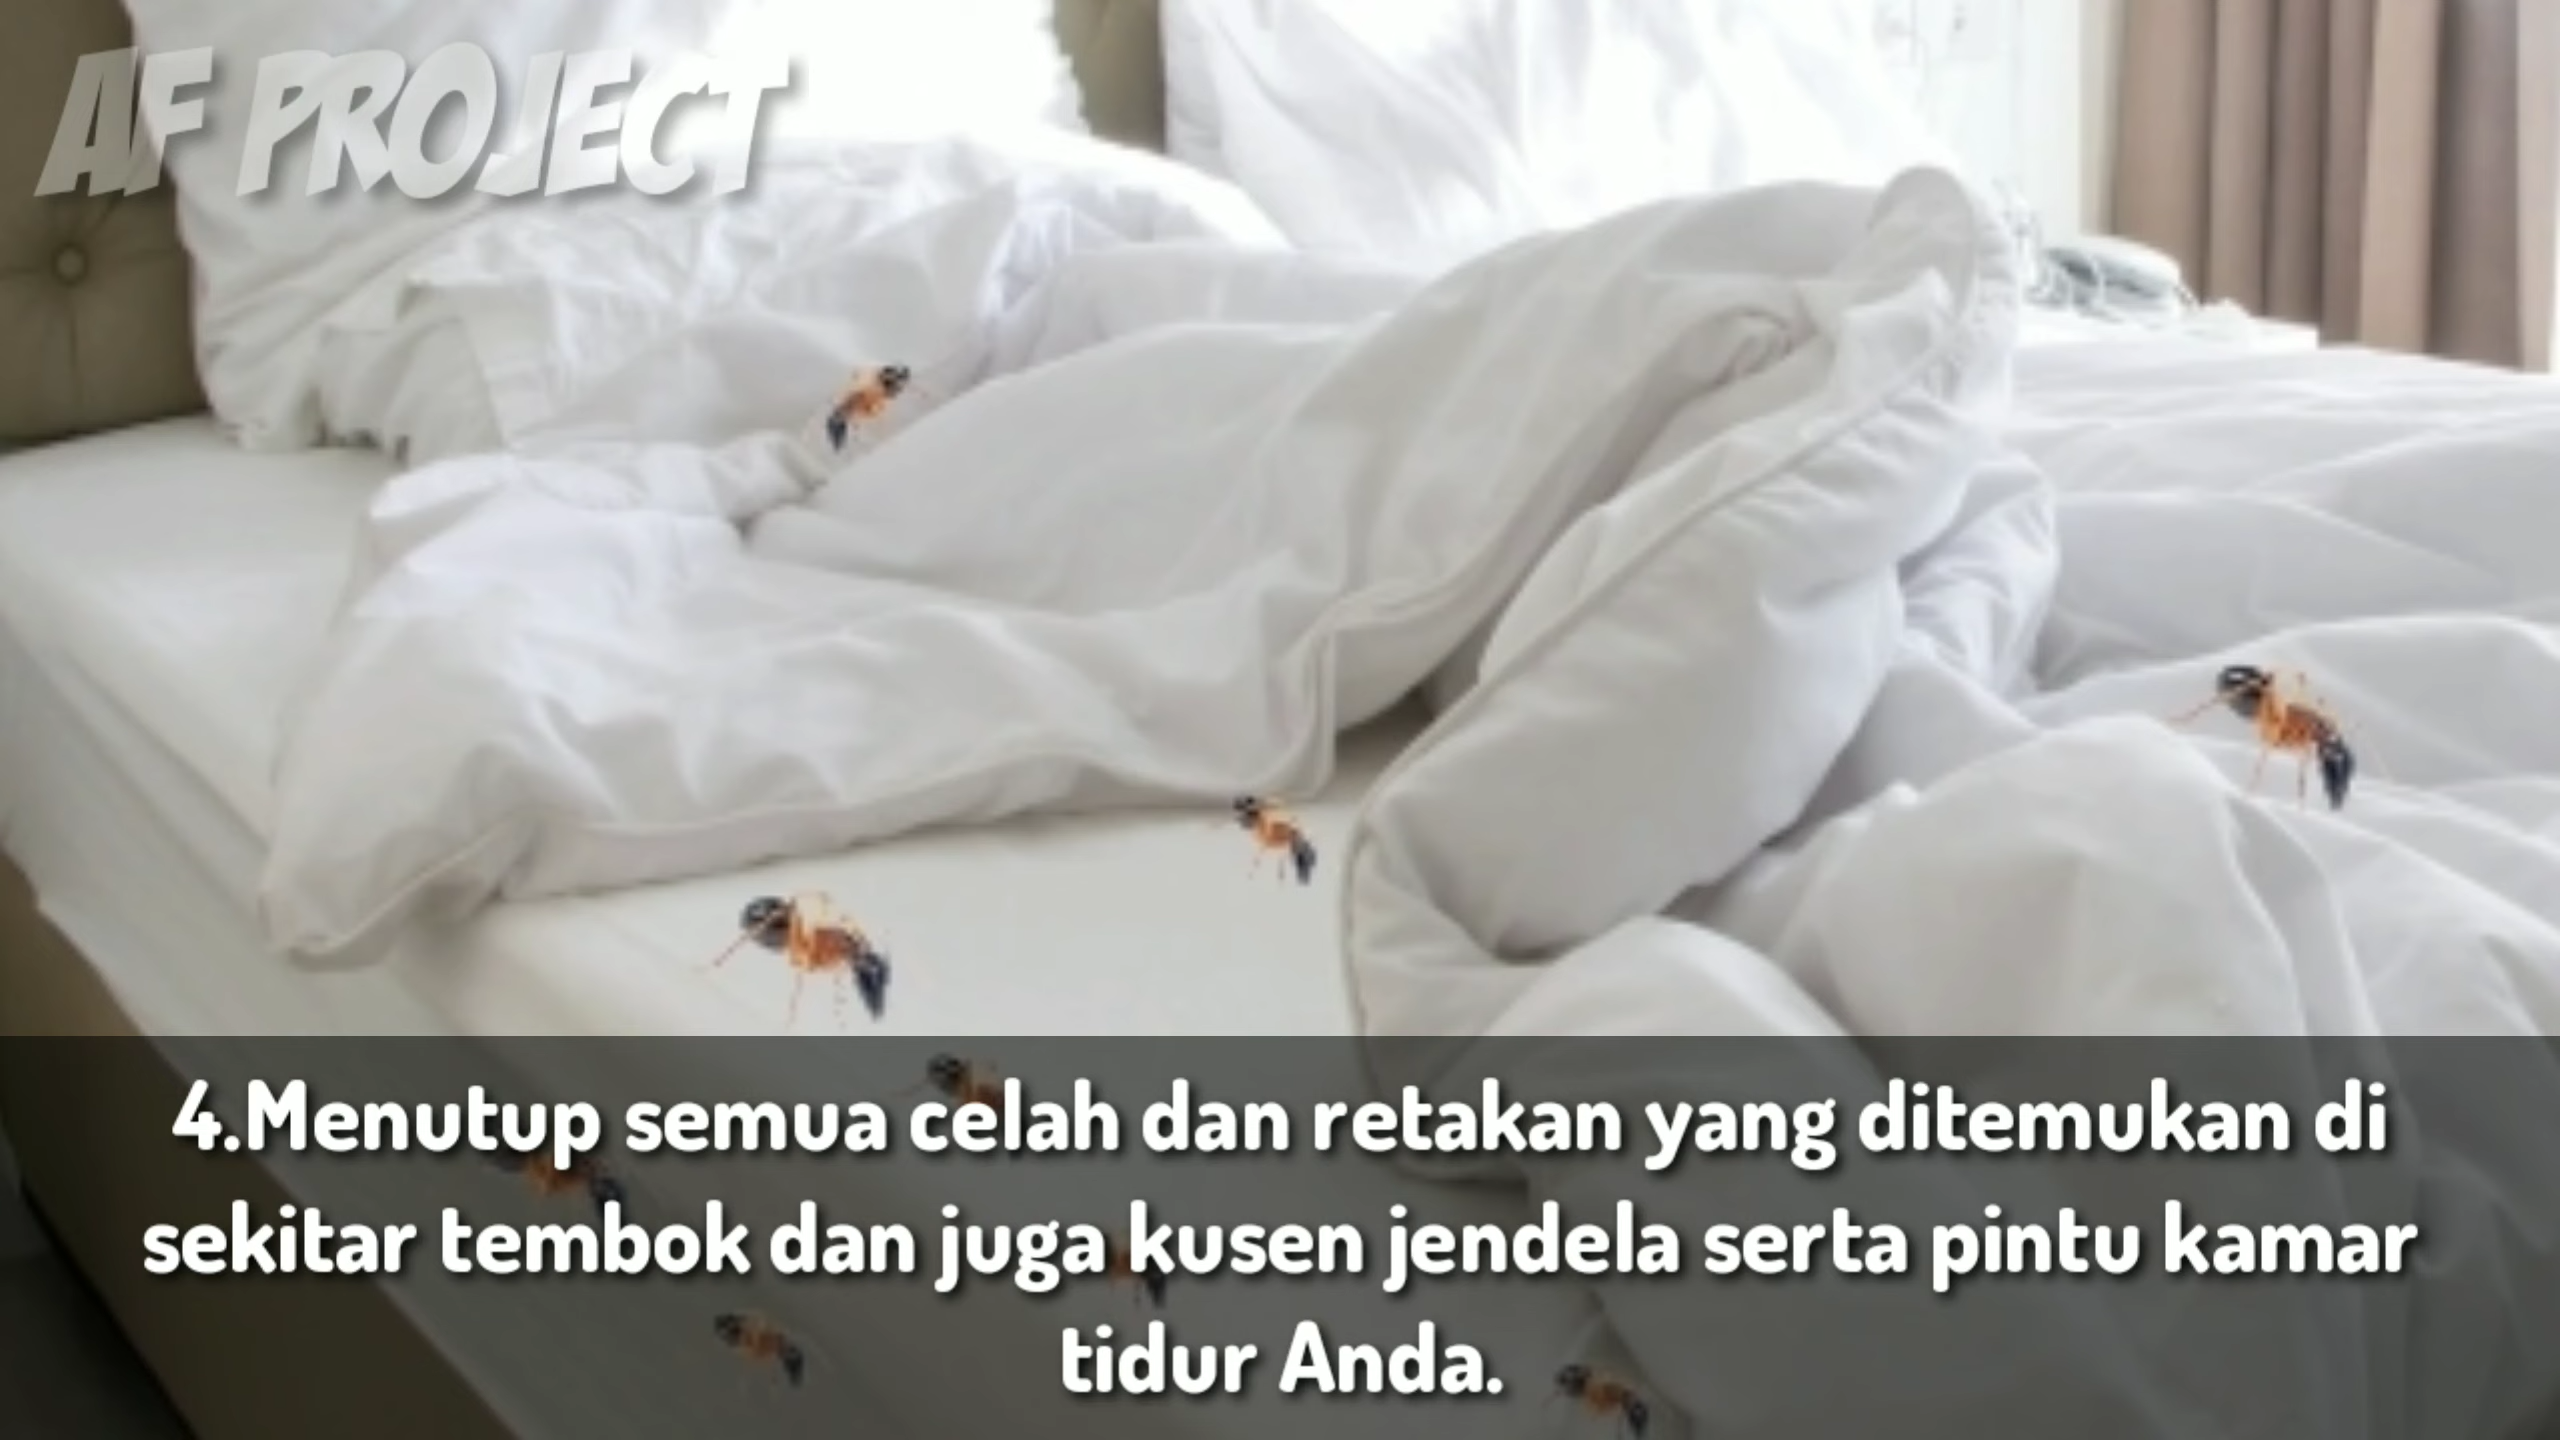 AF PROJECT
4.Menutup semua celah dan retakan yang ditemukan di
sekitar tembok dan juga kusen jendela serta pintu kamar
tidur Anda.